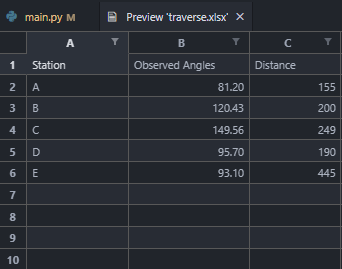 main.py M Preview 'traverse.xlsx' ×
A B C
1 Station Observed Angles Distance
2 A 81.20 155
3 B 120.43 200
4 C 149.56 249
5 D 95.70 190
6 E 93.10 445
7
8
9
10